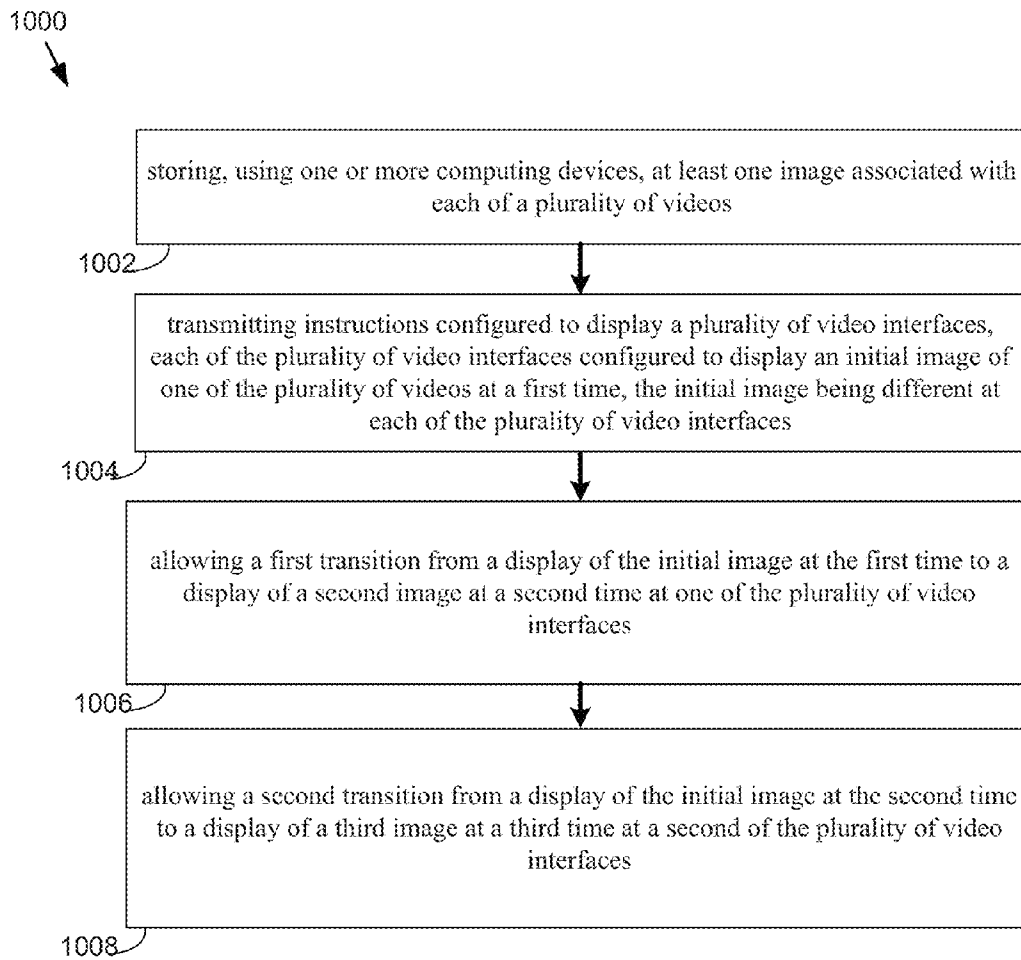 1000
storing, using one or more computing devices, at least one image associated with
each of a plurality of videos
1002
transmitting instructions configured to display a plurality of video interfaces,
each of the plurality of video interfaces configured to display an initial image of
one of the plurality of videos at a first time, the initial image being different at
each of the plurality of video interfaces
1004
allowing a first transition from a display of the initial image at the first time to a
display of a second image at a second time at one of the plurality of video
interfaces
1006
allowing a second transition from a display of the initial image at the second time
to a display of a third image at a third time at a second of the plurality of video
interfaces
1008